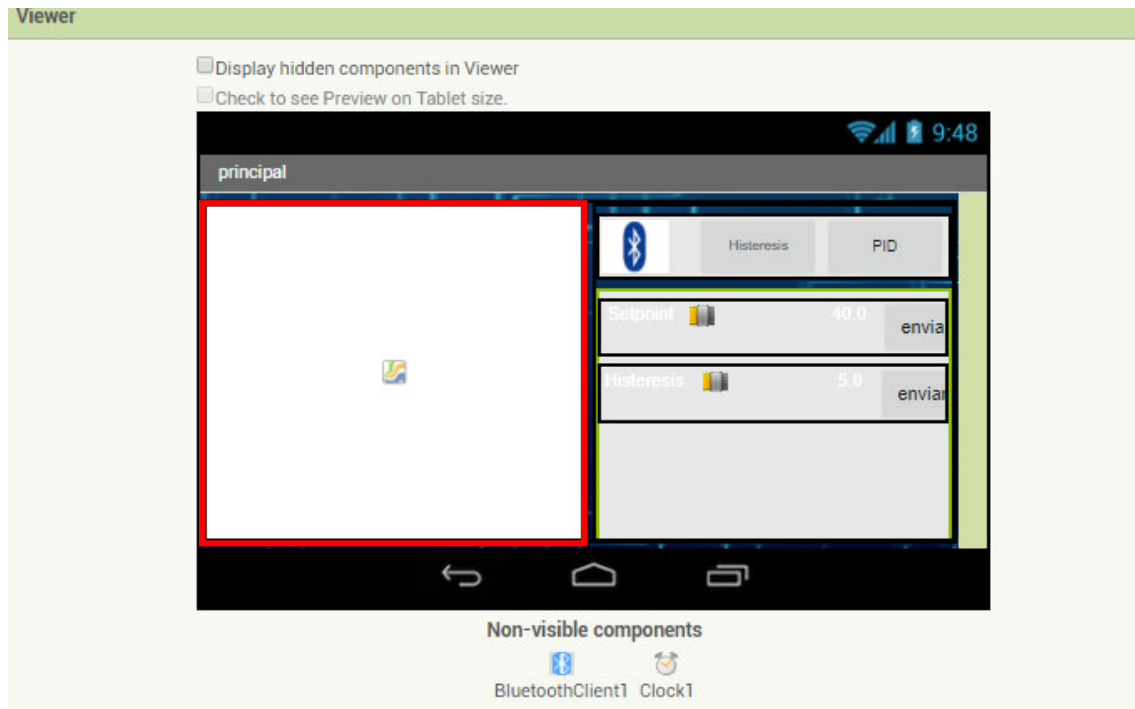 Viewer
Display hidden components in Viewer
Check to see Preview on Tablet size.
9:48
principal
Histeresis PID
Setpoint 40.0 envia
Histeresis 5.0 enviar
Non-visible components
BluetoothClient1 Clock1